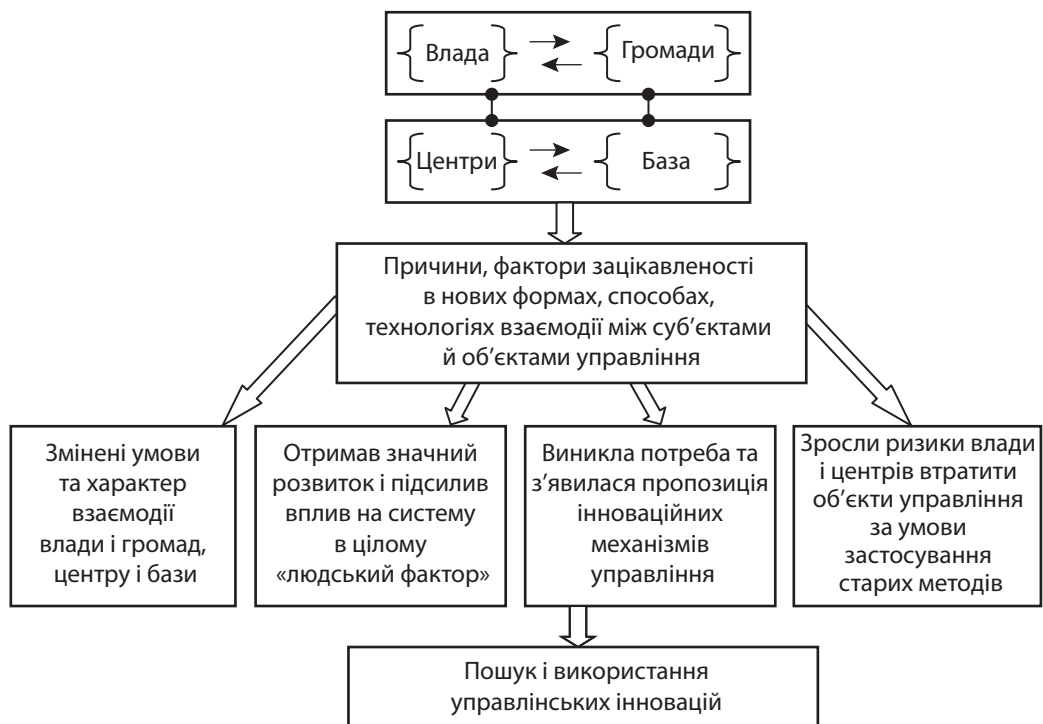 Влада Громади
Центри База
Причини, фактори зацікавленості
в нових формах, способах,
технологіях взаємодії між суб’єктами
й об’єктами управління
Змінені умови
та характер
взаємодії
влади і громад,
центру і бази
Отримав значний
розвиток і підсилив
вплив на систему
в цілому
«людський фактор»
Виникла потреба та
з’явилася пропозиція
інноваційних
механізмів
управління
Зросли ризики влади
і центрів втратити
об’єкти управління
за умови
застосування
старих методів
Пошук і використання
управлінських інновацій